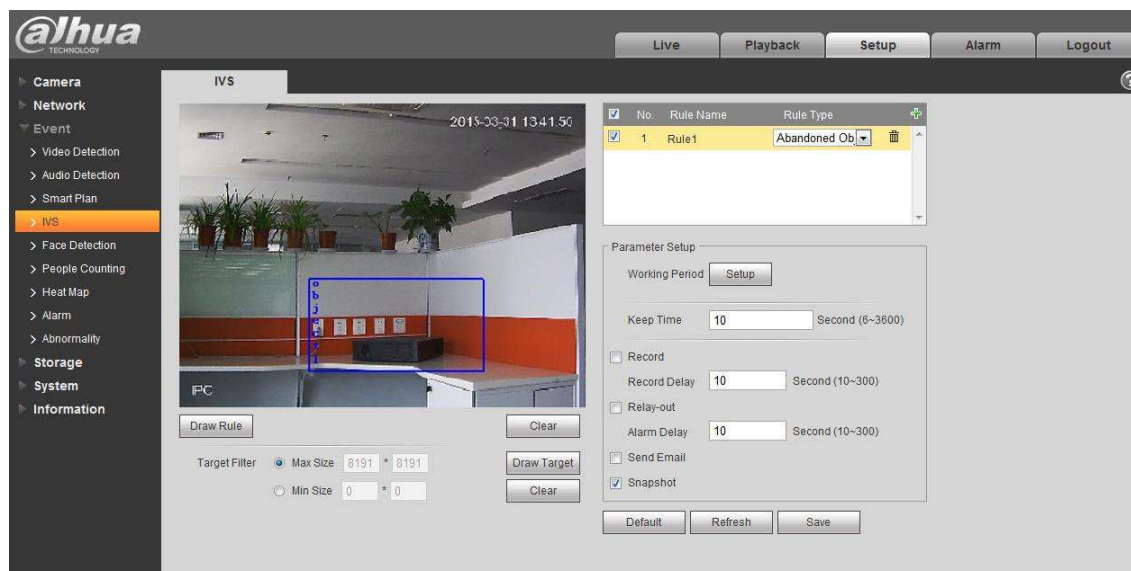 alhua
TECHNOLOGY
Live
Playback
Setup
Alarm
Logout
Camera
Network
Event
Video Detection
Audio Detection
Smart Plan
IVS
Face Detection
People Counting
Heat Map
Alarm
Abnormality
Storage
System
Information
IVS
2015-03-31 13:41:50
IPC
Draw Rule
Clear
Target Filter
Max Size 8191 * 8191
Draw Target
Min Size 0 * 0
Clear
No. Rule Name Rule Type
1 Rule1 Abandoned Ob
Parameter Setup
Working Period Setup
Keep Time 10 Second (6~3600)
Record
Record Delay 10 Second (10~300)
Relay-out
Alarm Delay 10 Second (10~300)
Send Email
Snapshot
Default
Refresh
Save